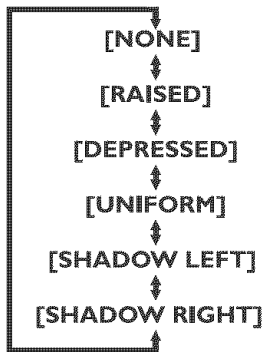 [NONE]
[RAISED]
[DEPRESSED]
[UNIFORM]
[SHADOW LEFT]
[SHADOW RIGHT]